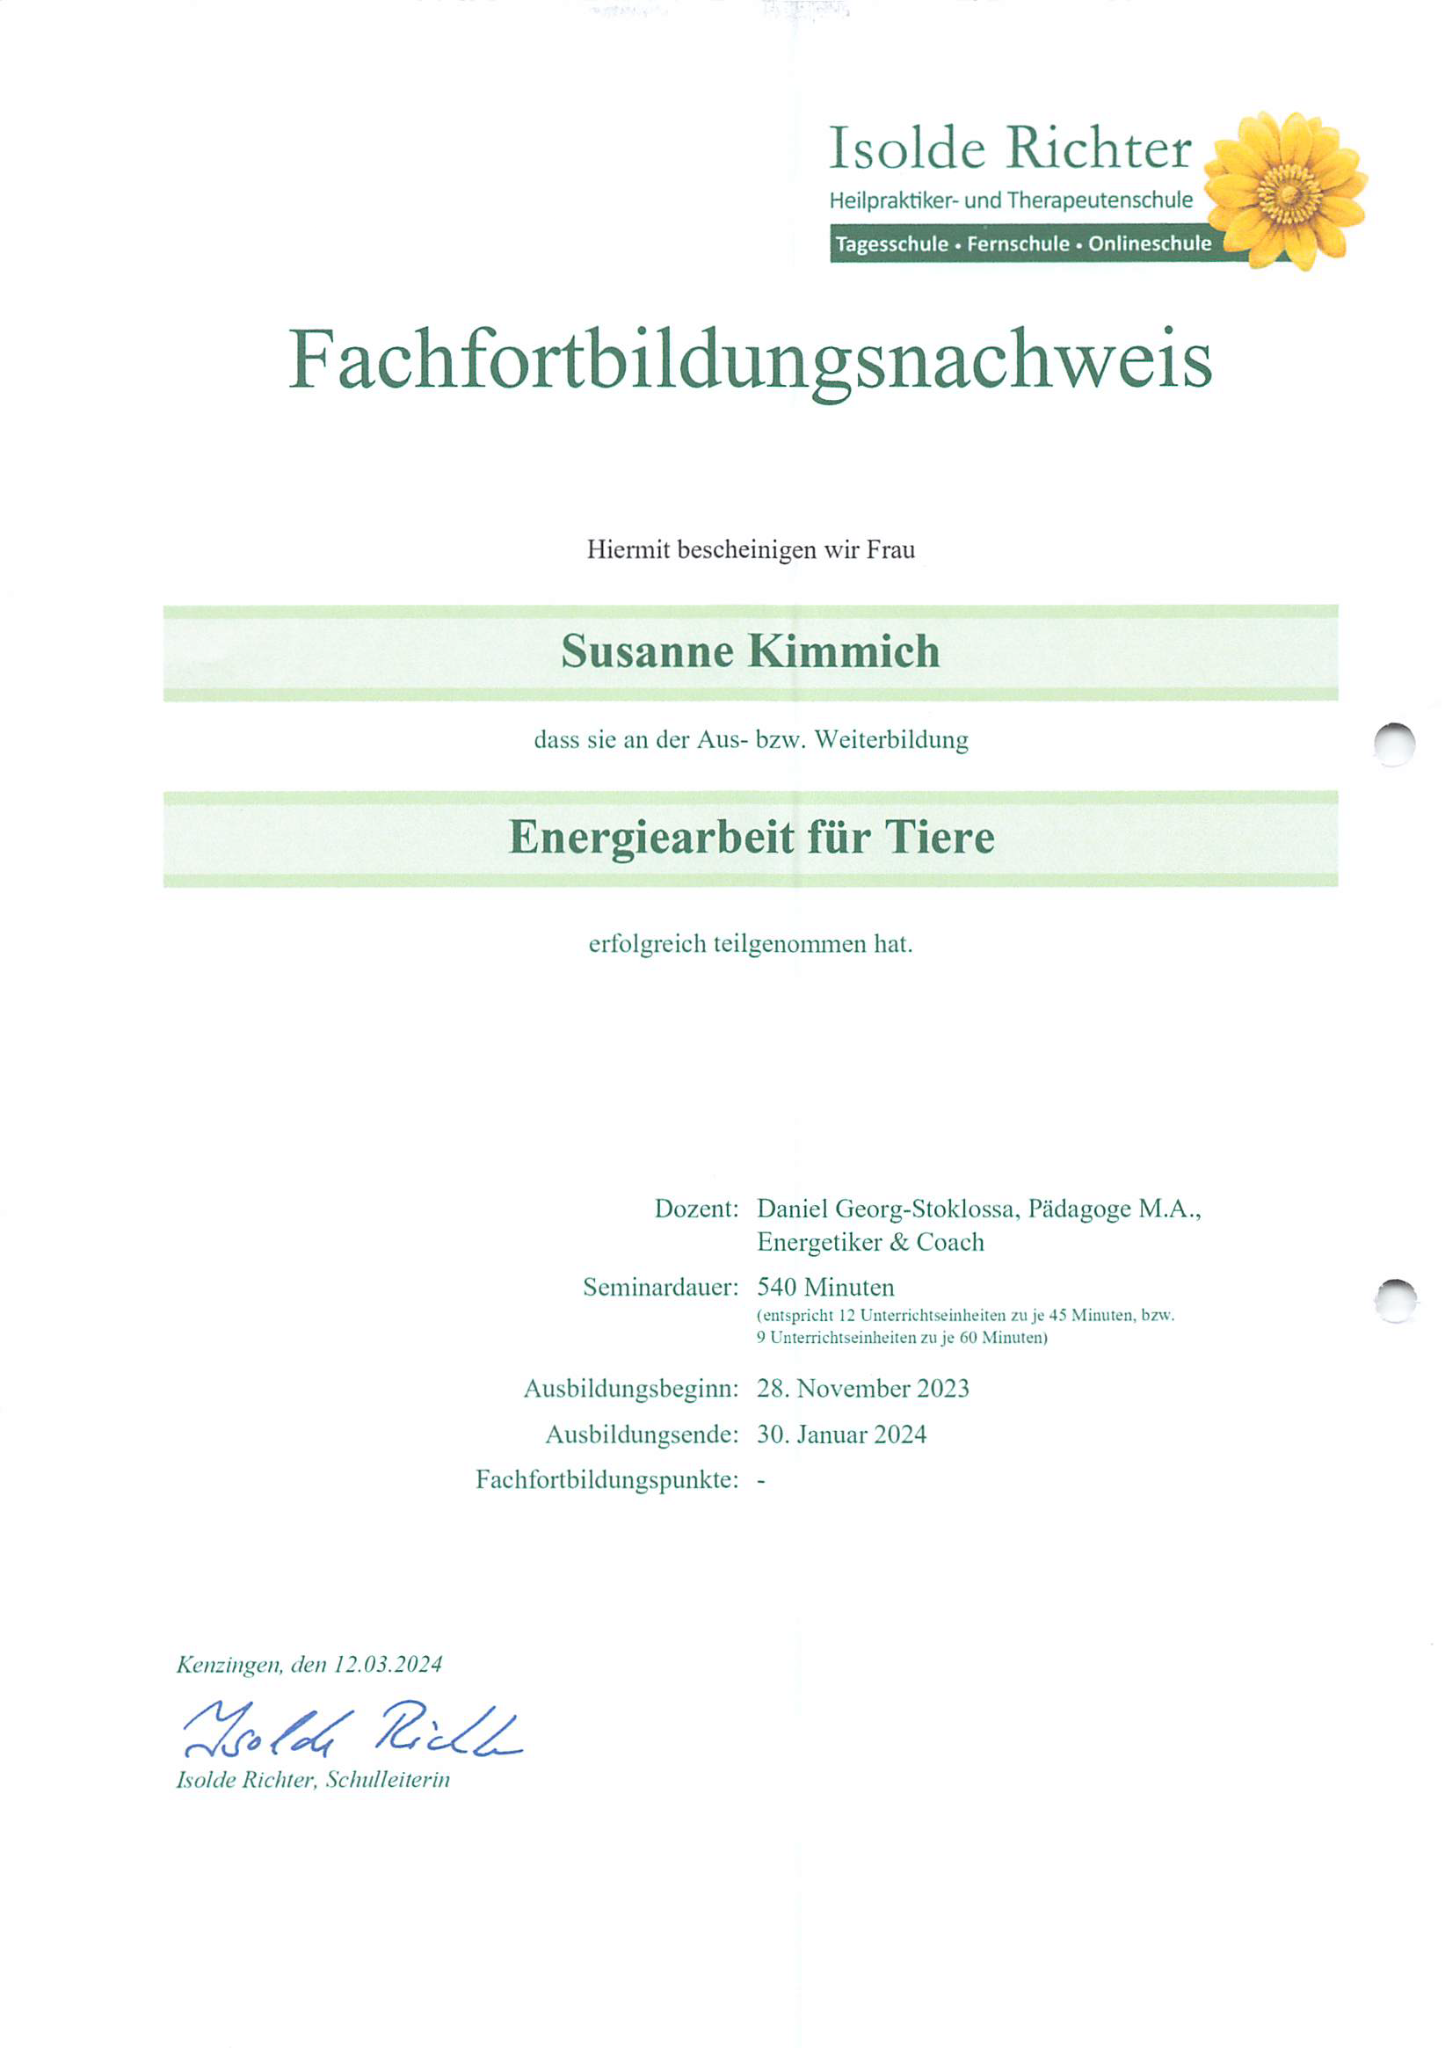 Isolde Richter
Heilpraktiker- und Therapeutenschule
Tagesschule • Fernschule • Onlineschule
Fachfortbildungsnachweis
Hiermit bescheinigen wir Frau
Susanne Kimmich
dass sie an der Aus- bzw. Weiterbildung
Energiearbeit für Tiere
erfolgreich teilgenommen hat.
Dozent: Daniel Georg-Stoklossa, Pädagoge M.A.,
Energetiker & Coach
Seminardauer: 540 Minuten
(entspricht 12 Unterrichtseinheiten zu je 45 Minuten, bzw.
9 Unterrichtseinheiten zu je 60 Minuten)
Ausbildungsbeginn: 28. November 2023
Ausbildungsende: 30. Januar 2024
Fachfortbildungspunkte: -
Kenzingen, den 12.03.2024
Isolde Richter
Isolde Richter, Schulleiterin